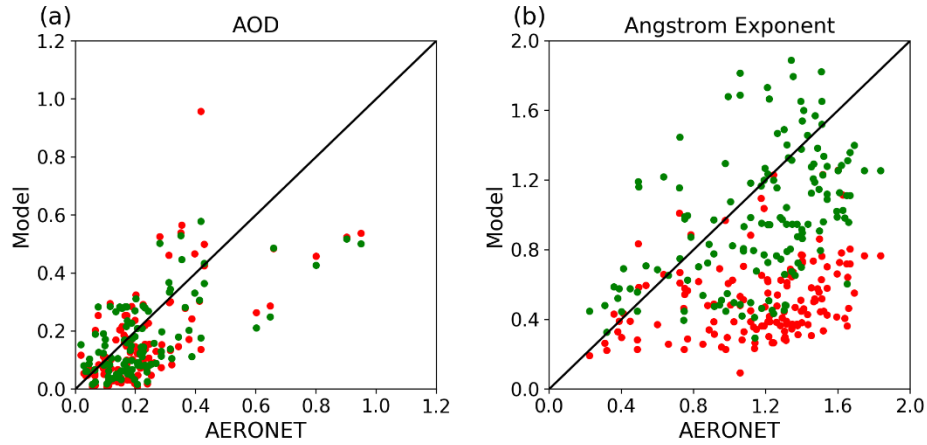 (a)
AOD
1.2
1.0
0.8
0.6
0.4
0.2
0.0
Model
0.0 0.2 0.4 0.6 0.8 1.0 1.2
AERONET
(b)
Angstrom Exponent
2.0
1.6
1.2
0.8
0.4
0.0
Model
0.0 0.4 0.8 1.2 1.6 2.0
AERONET